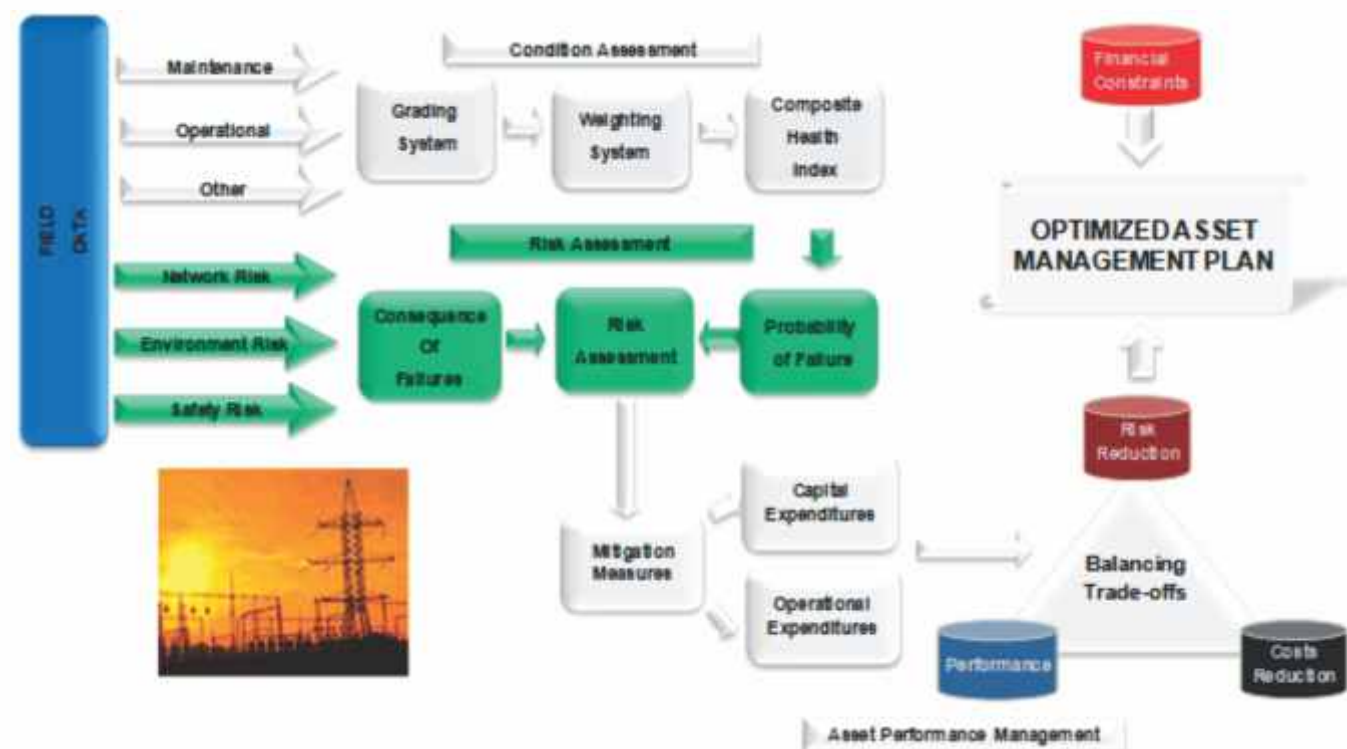 FIELD
DATA
Maintenance
Operational
Other
Condition Assessment
Grading
System
Weighting
System
Composite
Health
Index
Network Risk
Environment Risk
Safety Risk
Risk Assessment
Consequence
Of
Failures
Risk
Assessment
Probability
of Failure
Mitigation
Measures
Capital
Expenditures
Operational
Expenditures
Financial
Constraints
OPTIMIZED ASSET
MANAGEMENT PLAN
Risk
Reduction
Balancing
Trade-offs
Performance
Costs
Reduction
Asset Performance Management